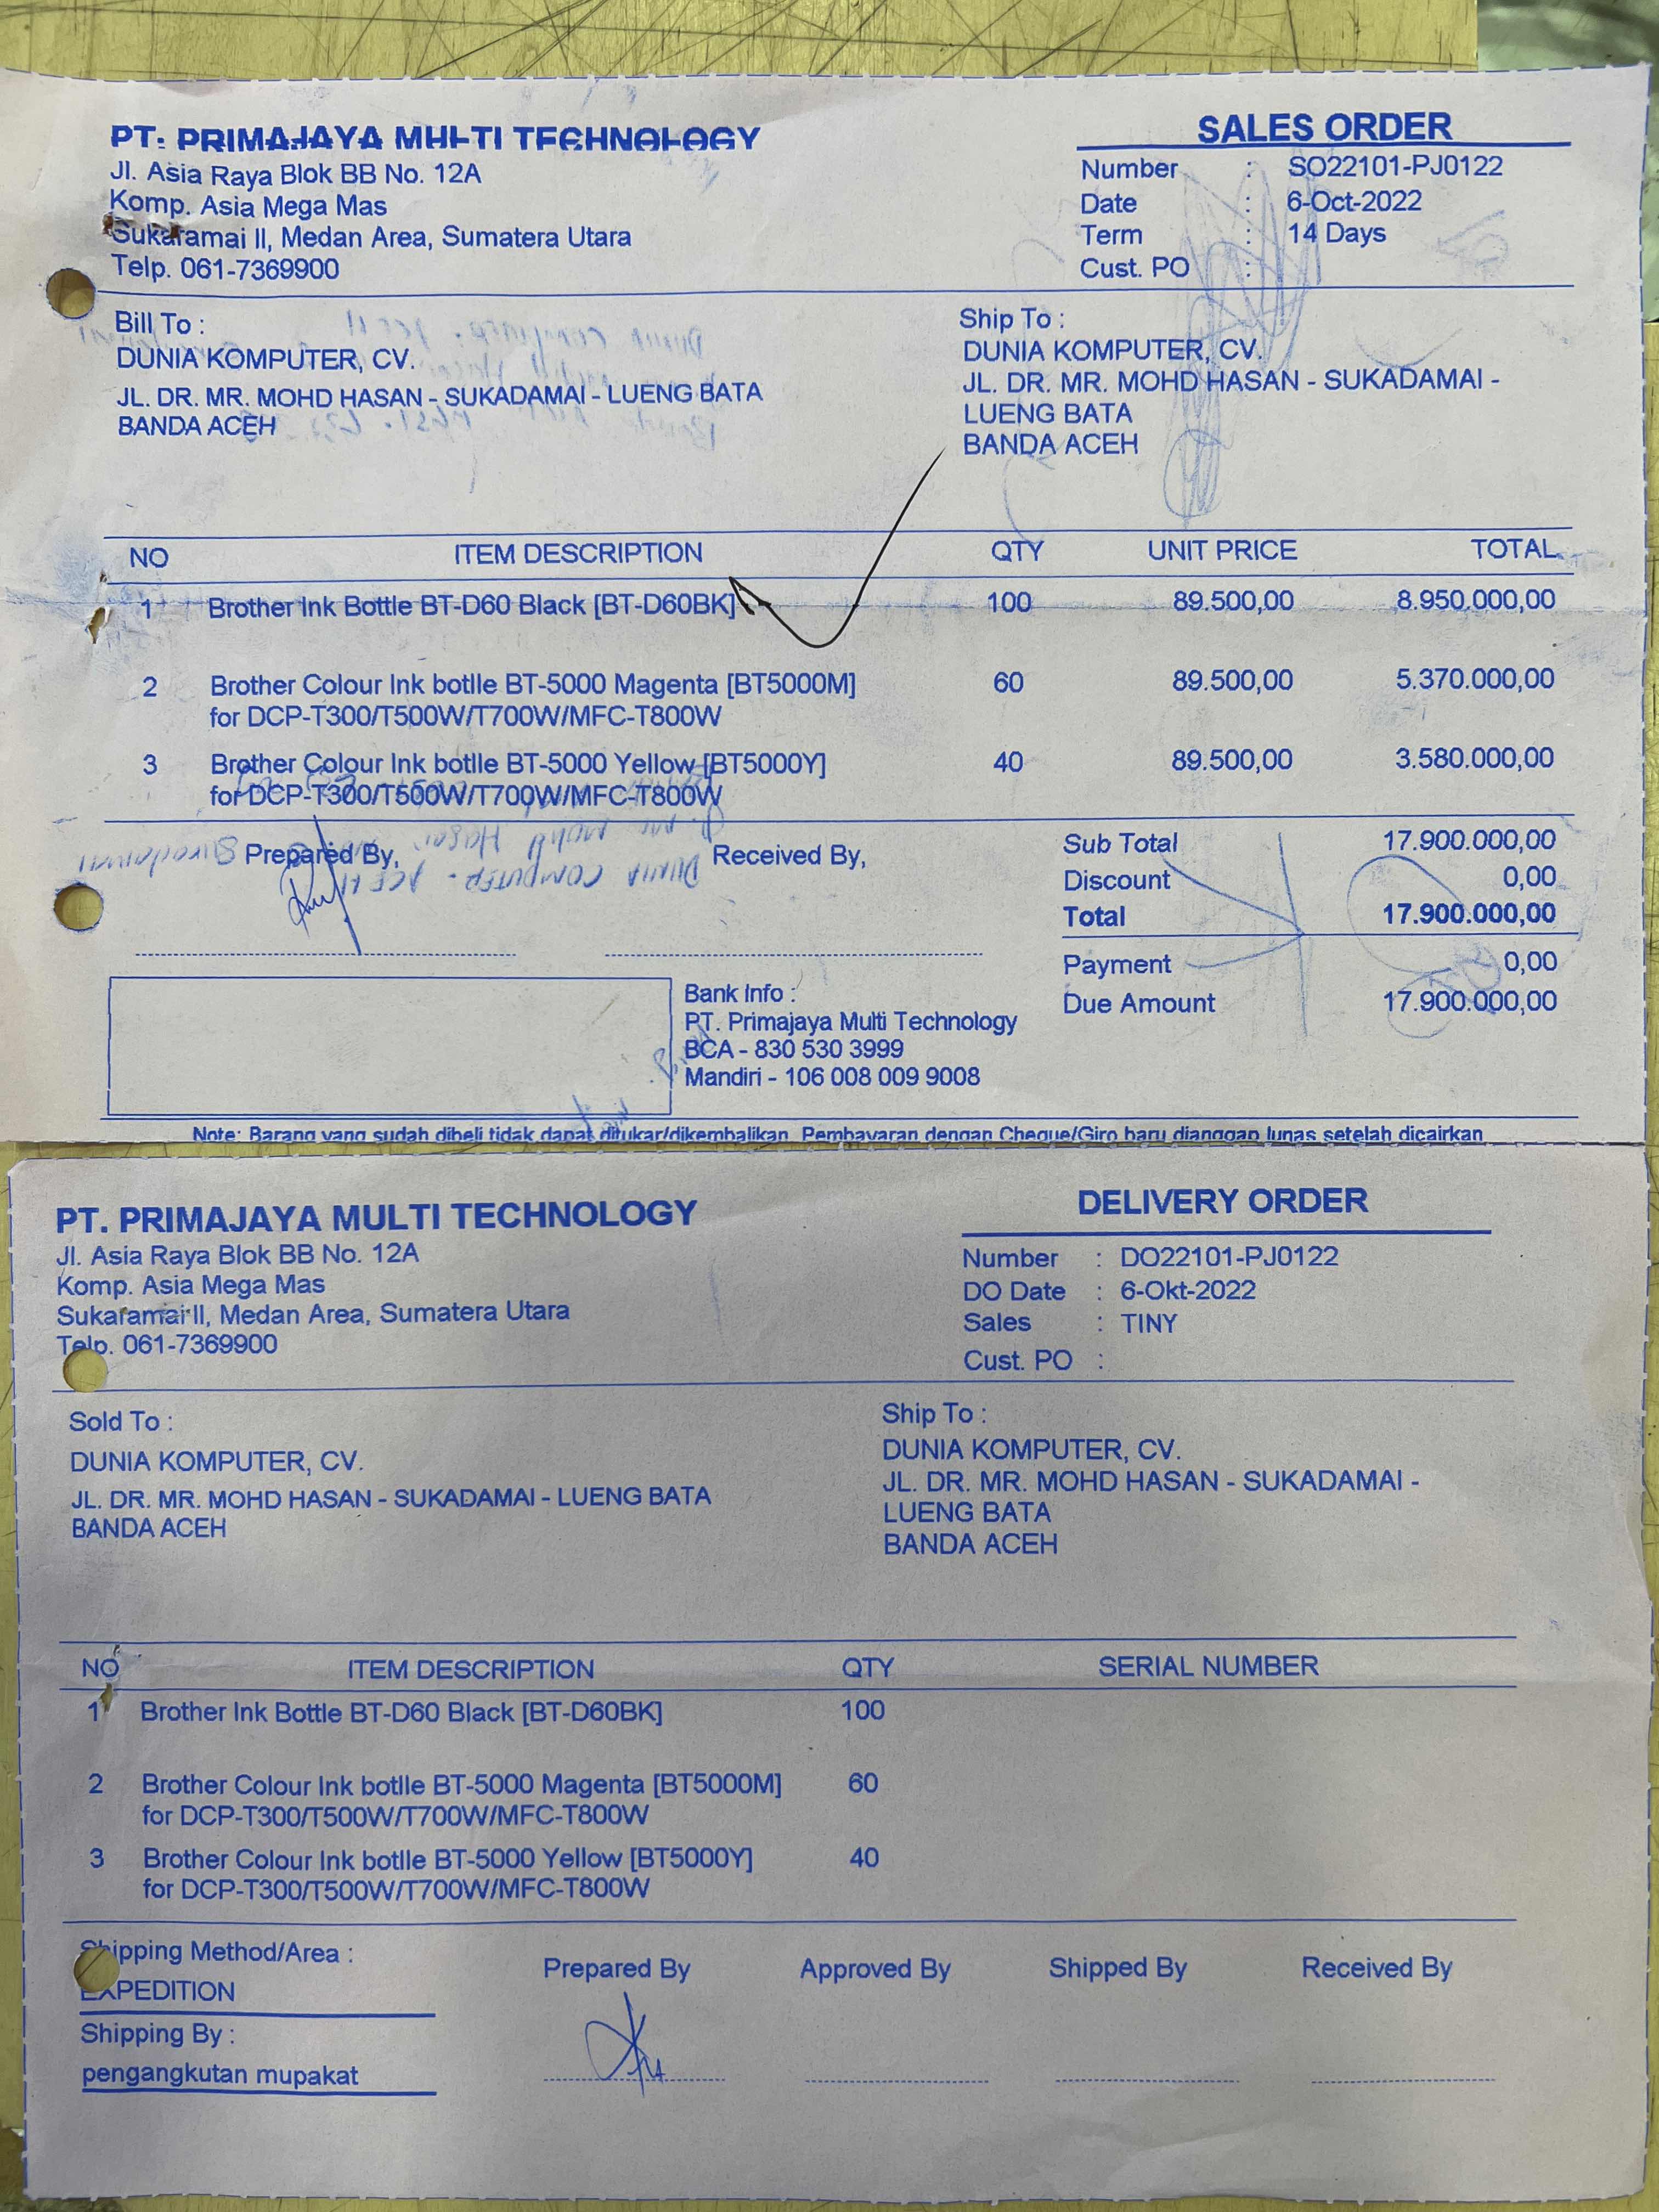 PT. PRIMAJAYA MULTI TECHNOLOGY
Jl. Asia Raya Blok BB No. 12A
Komp. Asia Mega Mas
Sukaramai II, Medan Area, Sumatera Utara
Telp. 061-7369900
SALES ORDER
Number : SO22101-PJ0122
Date : 6-Oct-2022
Term : 14 Days
Cust. PO :
Bill To :
DUNIA KOMPUTER, CV.
JL. DR. MR. MOHD HASAN - SUKADAMAI - LUENG BATA
BANDA ACEH
Ship To :
DUNIA KOMPUTER, CV.
JL. DR. MR. MOHD HASAN - SUKADAMAI -
LUENG BATA
BANDA ACEH
NO ITEM DESCRIPTION QTY UNIT PRICE TOTAL
1 Brother Ink Bottle BT-D60 Black [BT-D60BK] 100 89.500,00 8.950.000,00
2 Brother Colour Ink botlle BT-5000 Magenta [BT5000M] 60 89.500,00 5.370.000,00
for DCP-T300/T500W/T700W/MFC-T800W
3 Brother Colour Ink botlle BT-5000 Yellow [BT5000Y] 40 89.500,00 3.580.000,00
for DCP-T300/T500W/T700W/MFC-T800W
Prepared By,
Received By,
Sub Total 17.900.000,00
Discount 0,00
Total 17.900.000,00
Payment 0,00
Due Amount 17.900.000,00
Bank Info :
PT. Primajaya Multi Technology
BCA - 830 530 3999
Mandiri - 106 008 009 9008
Note: Barang yang sudah dibeli tidak dapat ditukar/dikembalikan. Pembayaran dengan Cheque/Giro baru dianggap lunas setelah dicairkan
PT. PRIMAJAYA MULTI TECHNOLOGY
Jl. Asia Raya Blok BB No. 12A
Komp. Asia Mega Mas
Sukaramai II, Medan Area, Sumatera Utara
Telp. 061-7369900
DELIVERY ORDER
Number : DO22101-PJ0122
DO Date : 6-Okt-2022
Sales : TINY
Cust. PO :
Sold To :
DUNIA KOMPUTER, CV.
JL. DR. MR. MOHD HASAN - SUKADAMAI - LUENG BATA
BANDA ACEH
Ship To :
DUNIA KOMPUTER, CV.
JL. DR. MR. MOHD HASAN - SUKADAMAI -
LUENG BATA
BANDA ACEH
NO ITEM DESCRIPTION QTY SERIAL NUMBER
1 Brother Ink Bottle BT-D60 Black [BT-D60BK] 100
2 Brother Colour Ink botlle BT-5000 Magenta [BT5000M] 60
for DCP-T300/T500W/T700W/MFC-T800W
3 Brother Colour Ink botlle BT-5000 Yellow [BT5000Y] 40
for DCP-T300/T500W/T700W/MFC-T800W
Shipping Method/Area :
EXPEDITION
Shipping By :
pengangkutan mupakat
Prepared By
Approved By
Shipped By
Received By